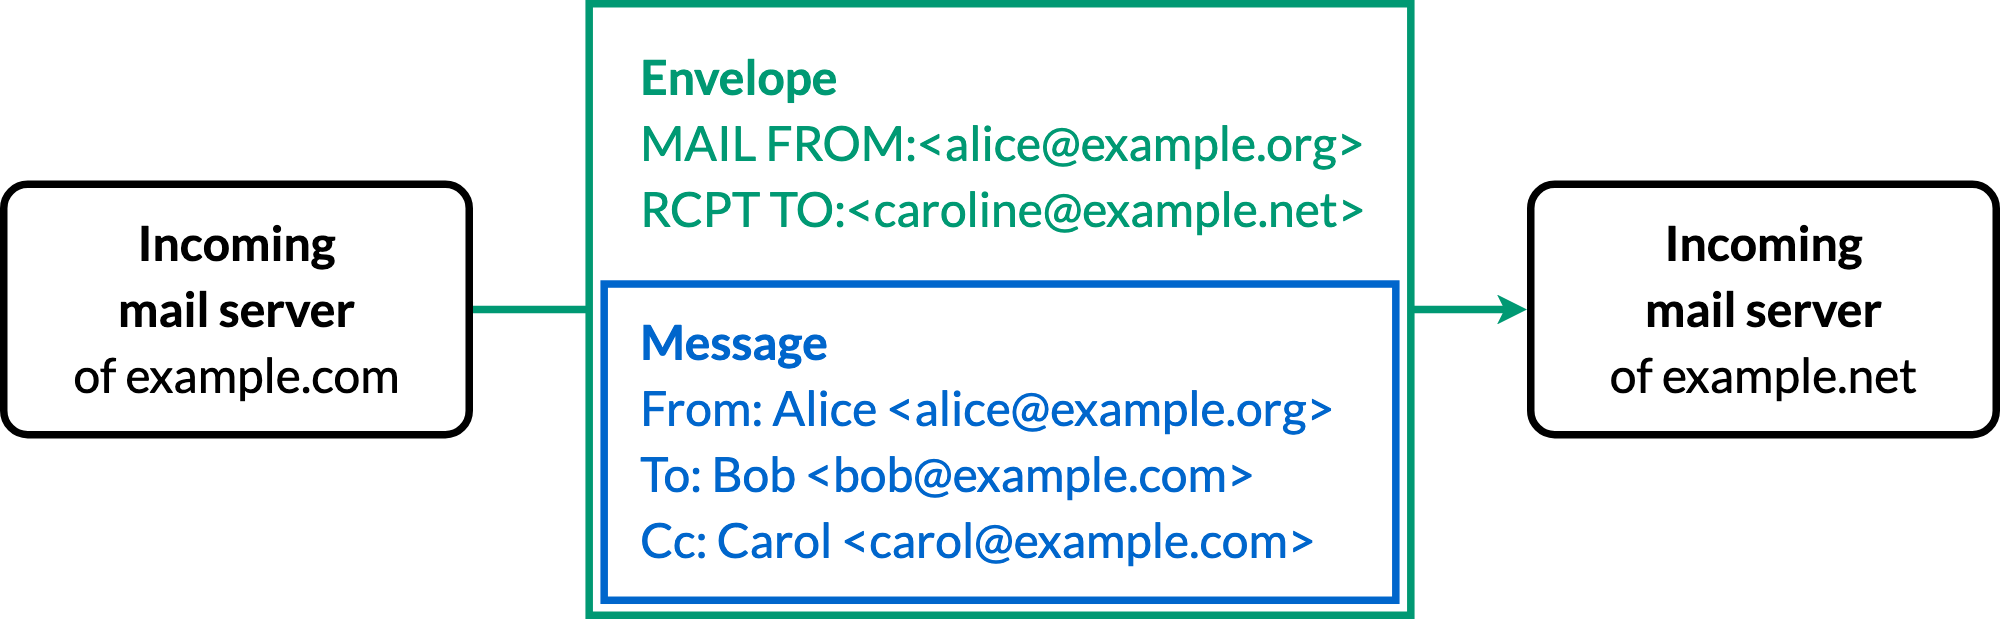 Incoming
mail server
of example.com
Envelope
MAIL FROM:<alice@example.org>
RCPT TO:<caroline@example.net>
Message
From: Alice <alice@example.org>
To: Bob <bob@example.com>
Cc: Carol <carol@example.com>
Incoming
mail server
of example.net